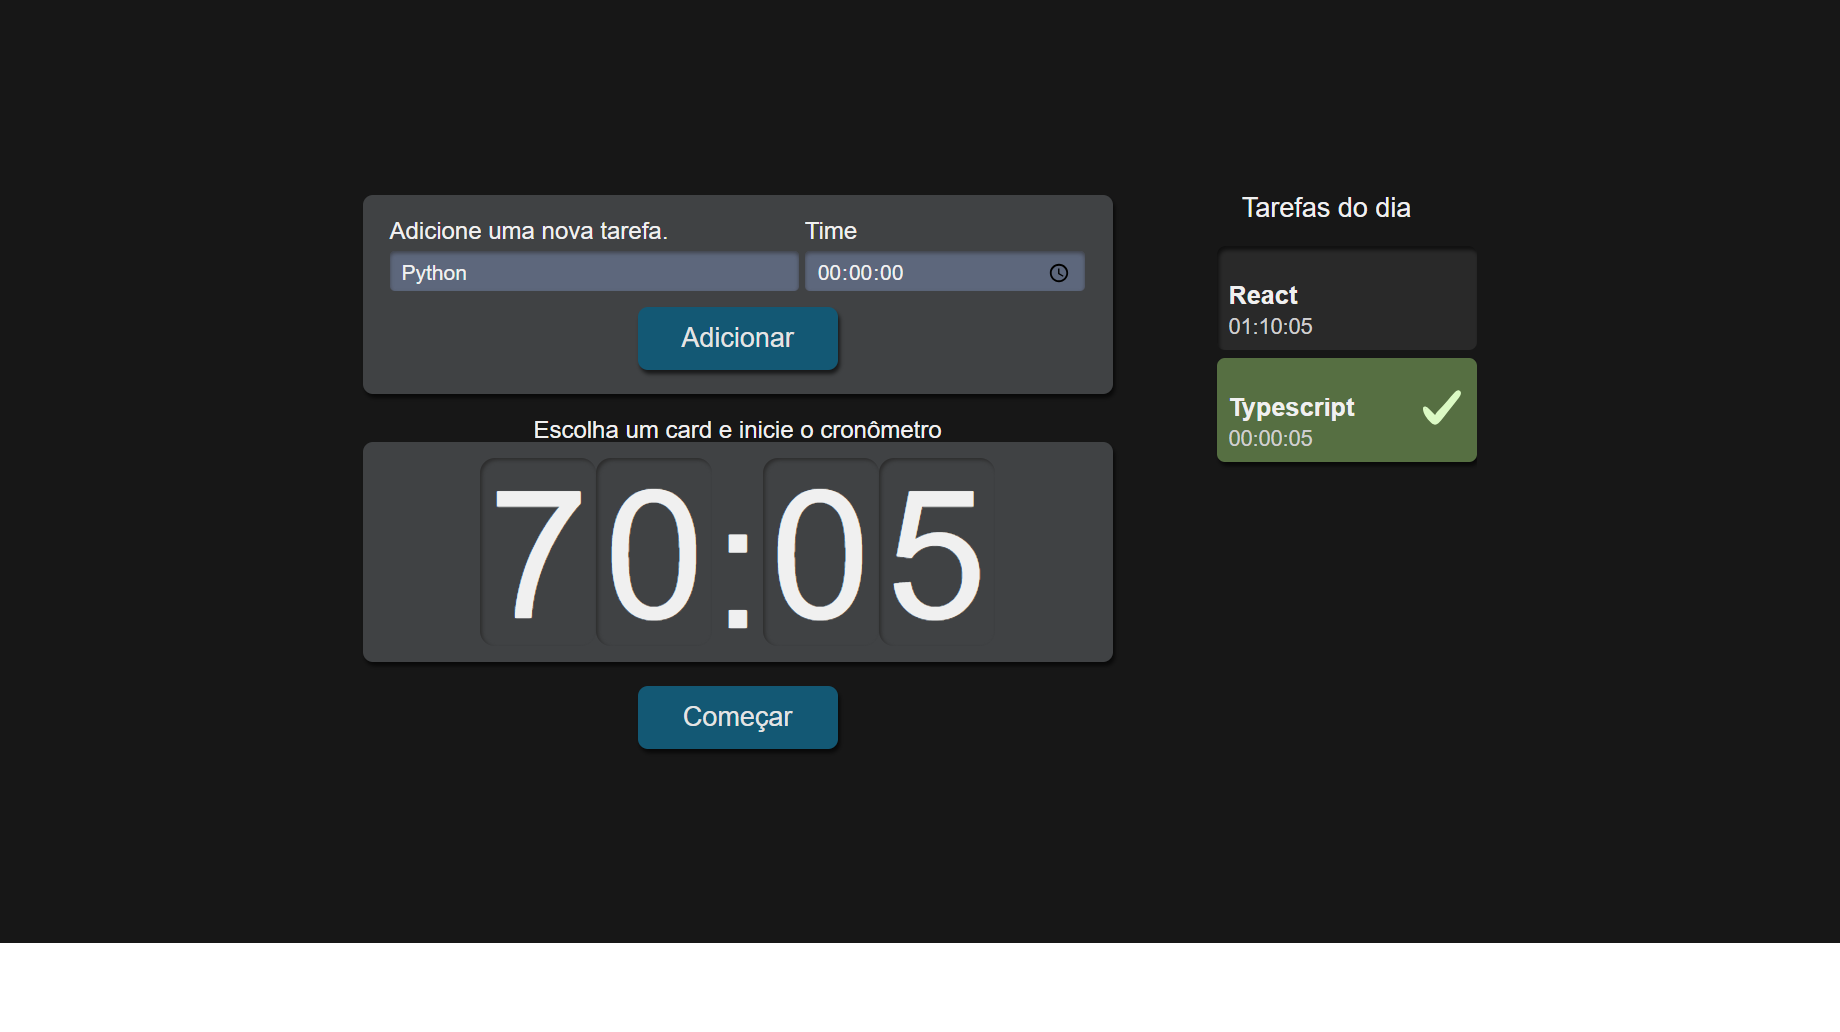 Adicione uma nova tarefa.
Time
Python
00:00:00
Adicionar
Escolha um card e inicie o cronômetro
70:05
Começar
Tarefas do dia
React
01:10:05
Typescript
00:00:05